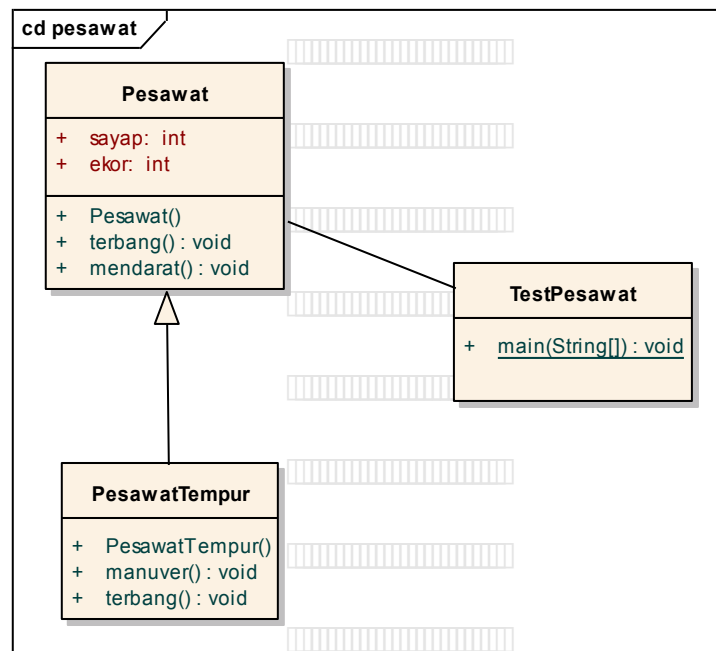 cd pesawat
Pesawat
+ sayap: int
+ ekor: int
+ Pesawat()
+ terbang() : void
+ mendarat() : void
TestPesawat
+ main(String[]) : void
PesawatTempur
+ PesawatTempur()
+ manuver() : void
+ terbang() : void